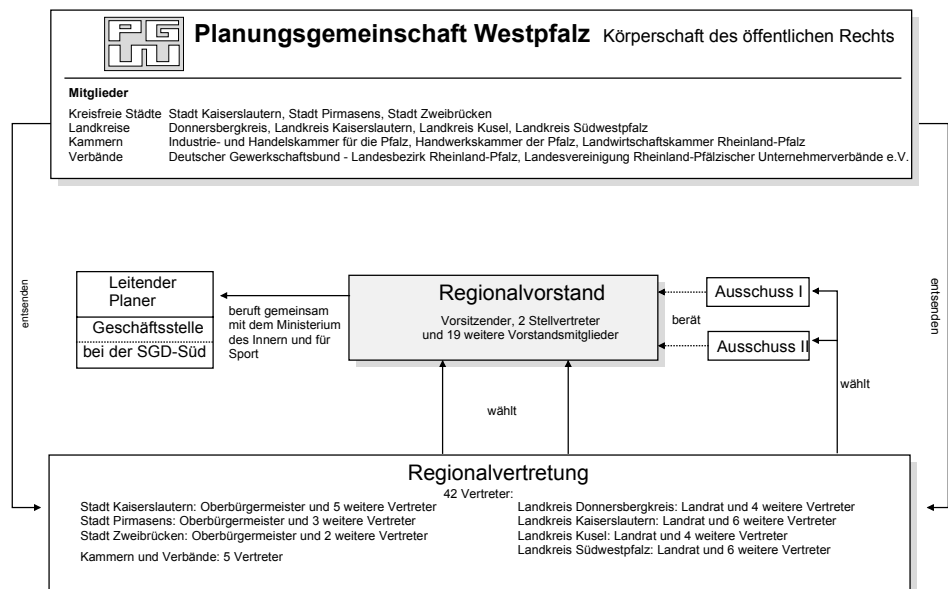 PG
W
Planungsgemeinschaft Westpfalz Körperschaft des öffentlichen Rechts
Mitglieder
Kreisfreie Städte Stadt Kaiserslautern, Stadt Pirmasens, Stadt Zweibrücken
Landkreise Donnersbergkreis, Landkreis Kaiserslautern, Landkreis Kusel, Landkreis Südwestpfalz
Kammern Industrie- und Handelskammer für die Pfalz, Handwerkskammer der Pfalz, Landwirtschaftskammer Rheinland-Pfalz
Verbände Deutscher Gewerkschaftsbund - Landesbezirk Rheinland-Pfalz, Landesvereinigung Rheinland-Pfälzischer Unternehmerverbände e.V.
entsenden
entsenden
Leitender
Planer
Geschäftsstelle
bei der SGD-Süd
beruft gemeinsam
mit dem Ministerium
des Innern und für
Sport
Regionalvorstand
Vorsitzender, 2 Stellvertreter
und 19 weitere Vorstandsmitglieder
berät
Ausschuss I
Ausschuss II
wählt
wählt
Regionalvertretung
42 Vertreter:
Stadt Kaiserslautern: Oberbürgermeister und 5 weitere Vertreter
Stadt Pirmasens: Oberbürgermeister und 3 weitere Vertreter
Stadt Zweibrücken: Oberbürgermeister und 2 weitere Vertreter
Kammern und Verbände: 5 Vertreter
Landkreis Donnersbergkreis: Landrat und 4 weitere Vertreter
Landkreis Kaiserslautern: Landrat und 6 weitere Vertreter
Landkreis Kusel: Landrat und 4 weitere Vertreter
Landkreis Südwestpfalz: Landrat und 6 weitere Vertreter